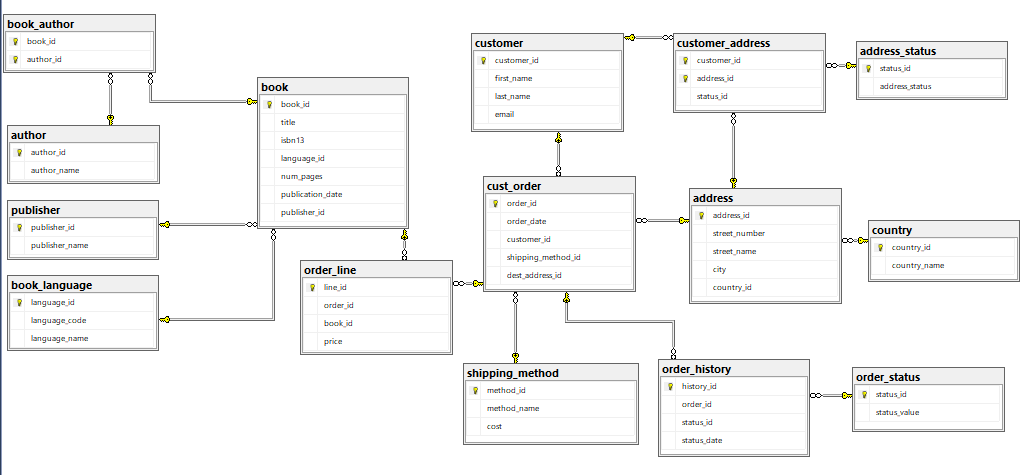 book_author
book_id
author_id
author
author_id
author_name
publisher
publisher_id
publisher_name
book_language
language_id
language_code
language_name
book
book_id
title
isbn13
language_id
num_pages
publication_date
publisher_id
order_line
line_id
order_id
book_id
price
customer
customer_id
first_name
last_name
email
cust_order
order_id
order_date
customer_id
shipping_method_id
dest_address_id
shipping_method
method_id
method_name
cost
customer_address
customer_id
address_id
status_id
address_status
status_id
address_status
address
address_id
street_number
street_name
city
country_id
country
country_id
country_name
order_history
history_id
order_id
status_id
status_date
order_status
status_id
status_value